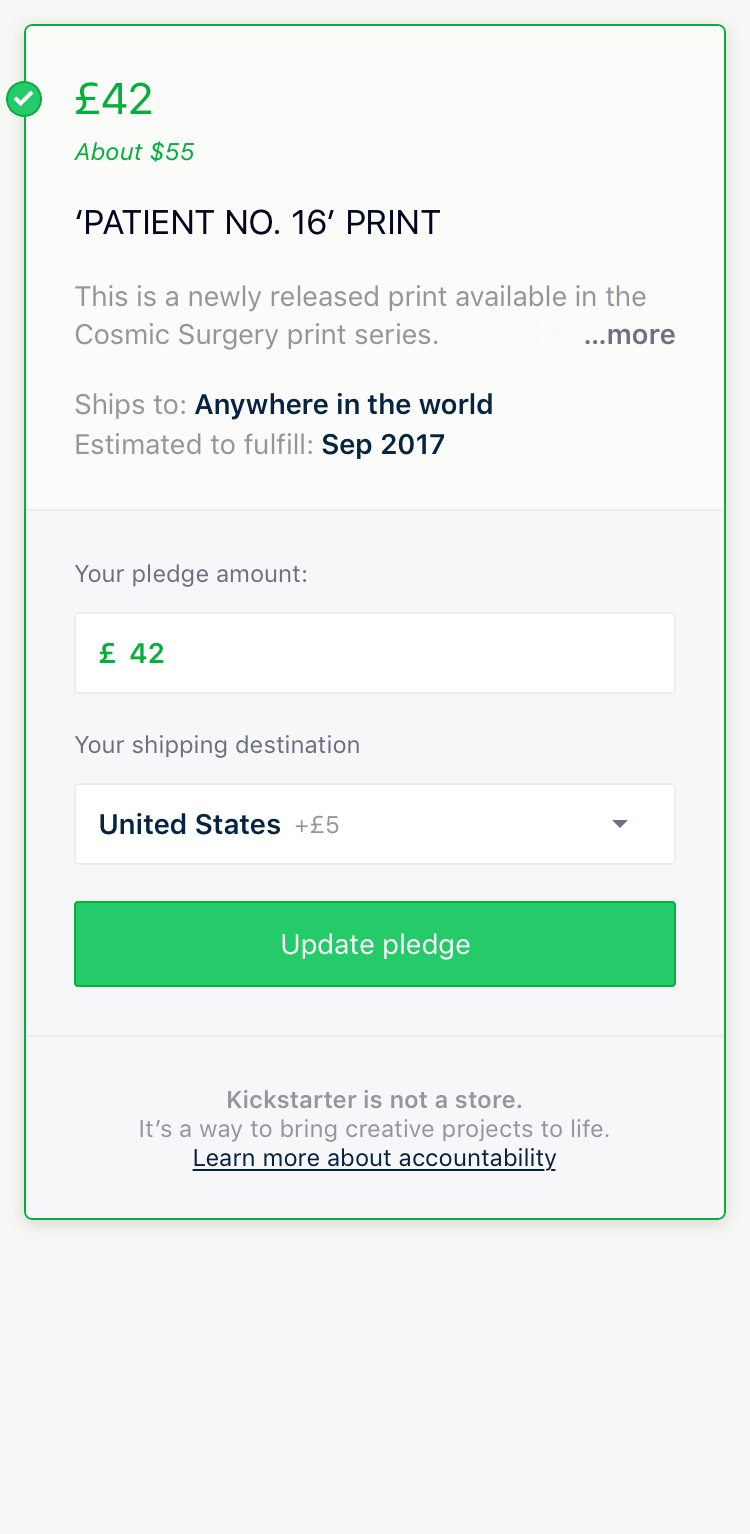 £42
About $55
‘PATIENT NO. 16’ PRINT
This is a newly released print available in the
Cosmic Surgery print series. ...more
Ships to: Anywhere in the world
Estimated to fulfill: Sep 2017
Your pledge amount:
£ 42
Your shipping destination
United States +£5
Update pledge
Kickstarter is not a store.
It’s a way to bring creative projects to life.
Learn more about accountability